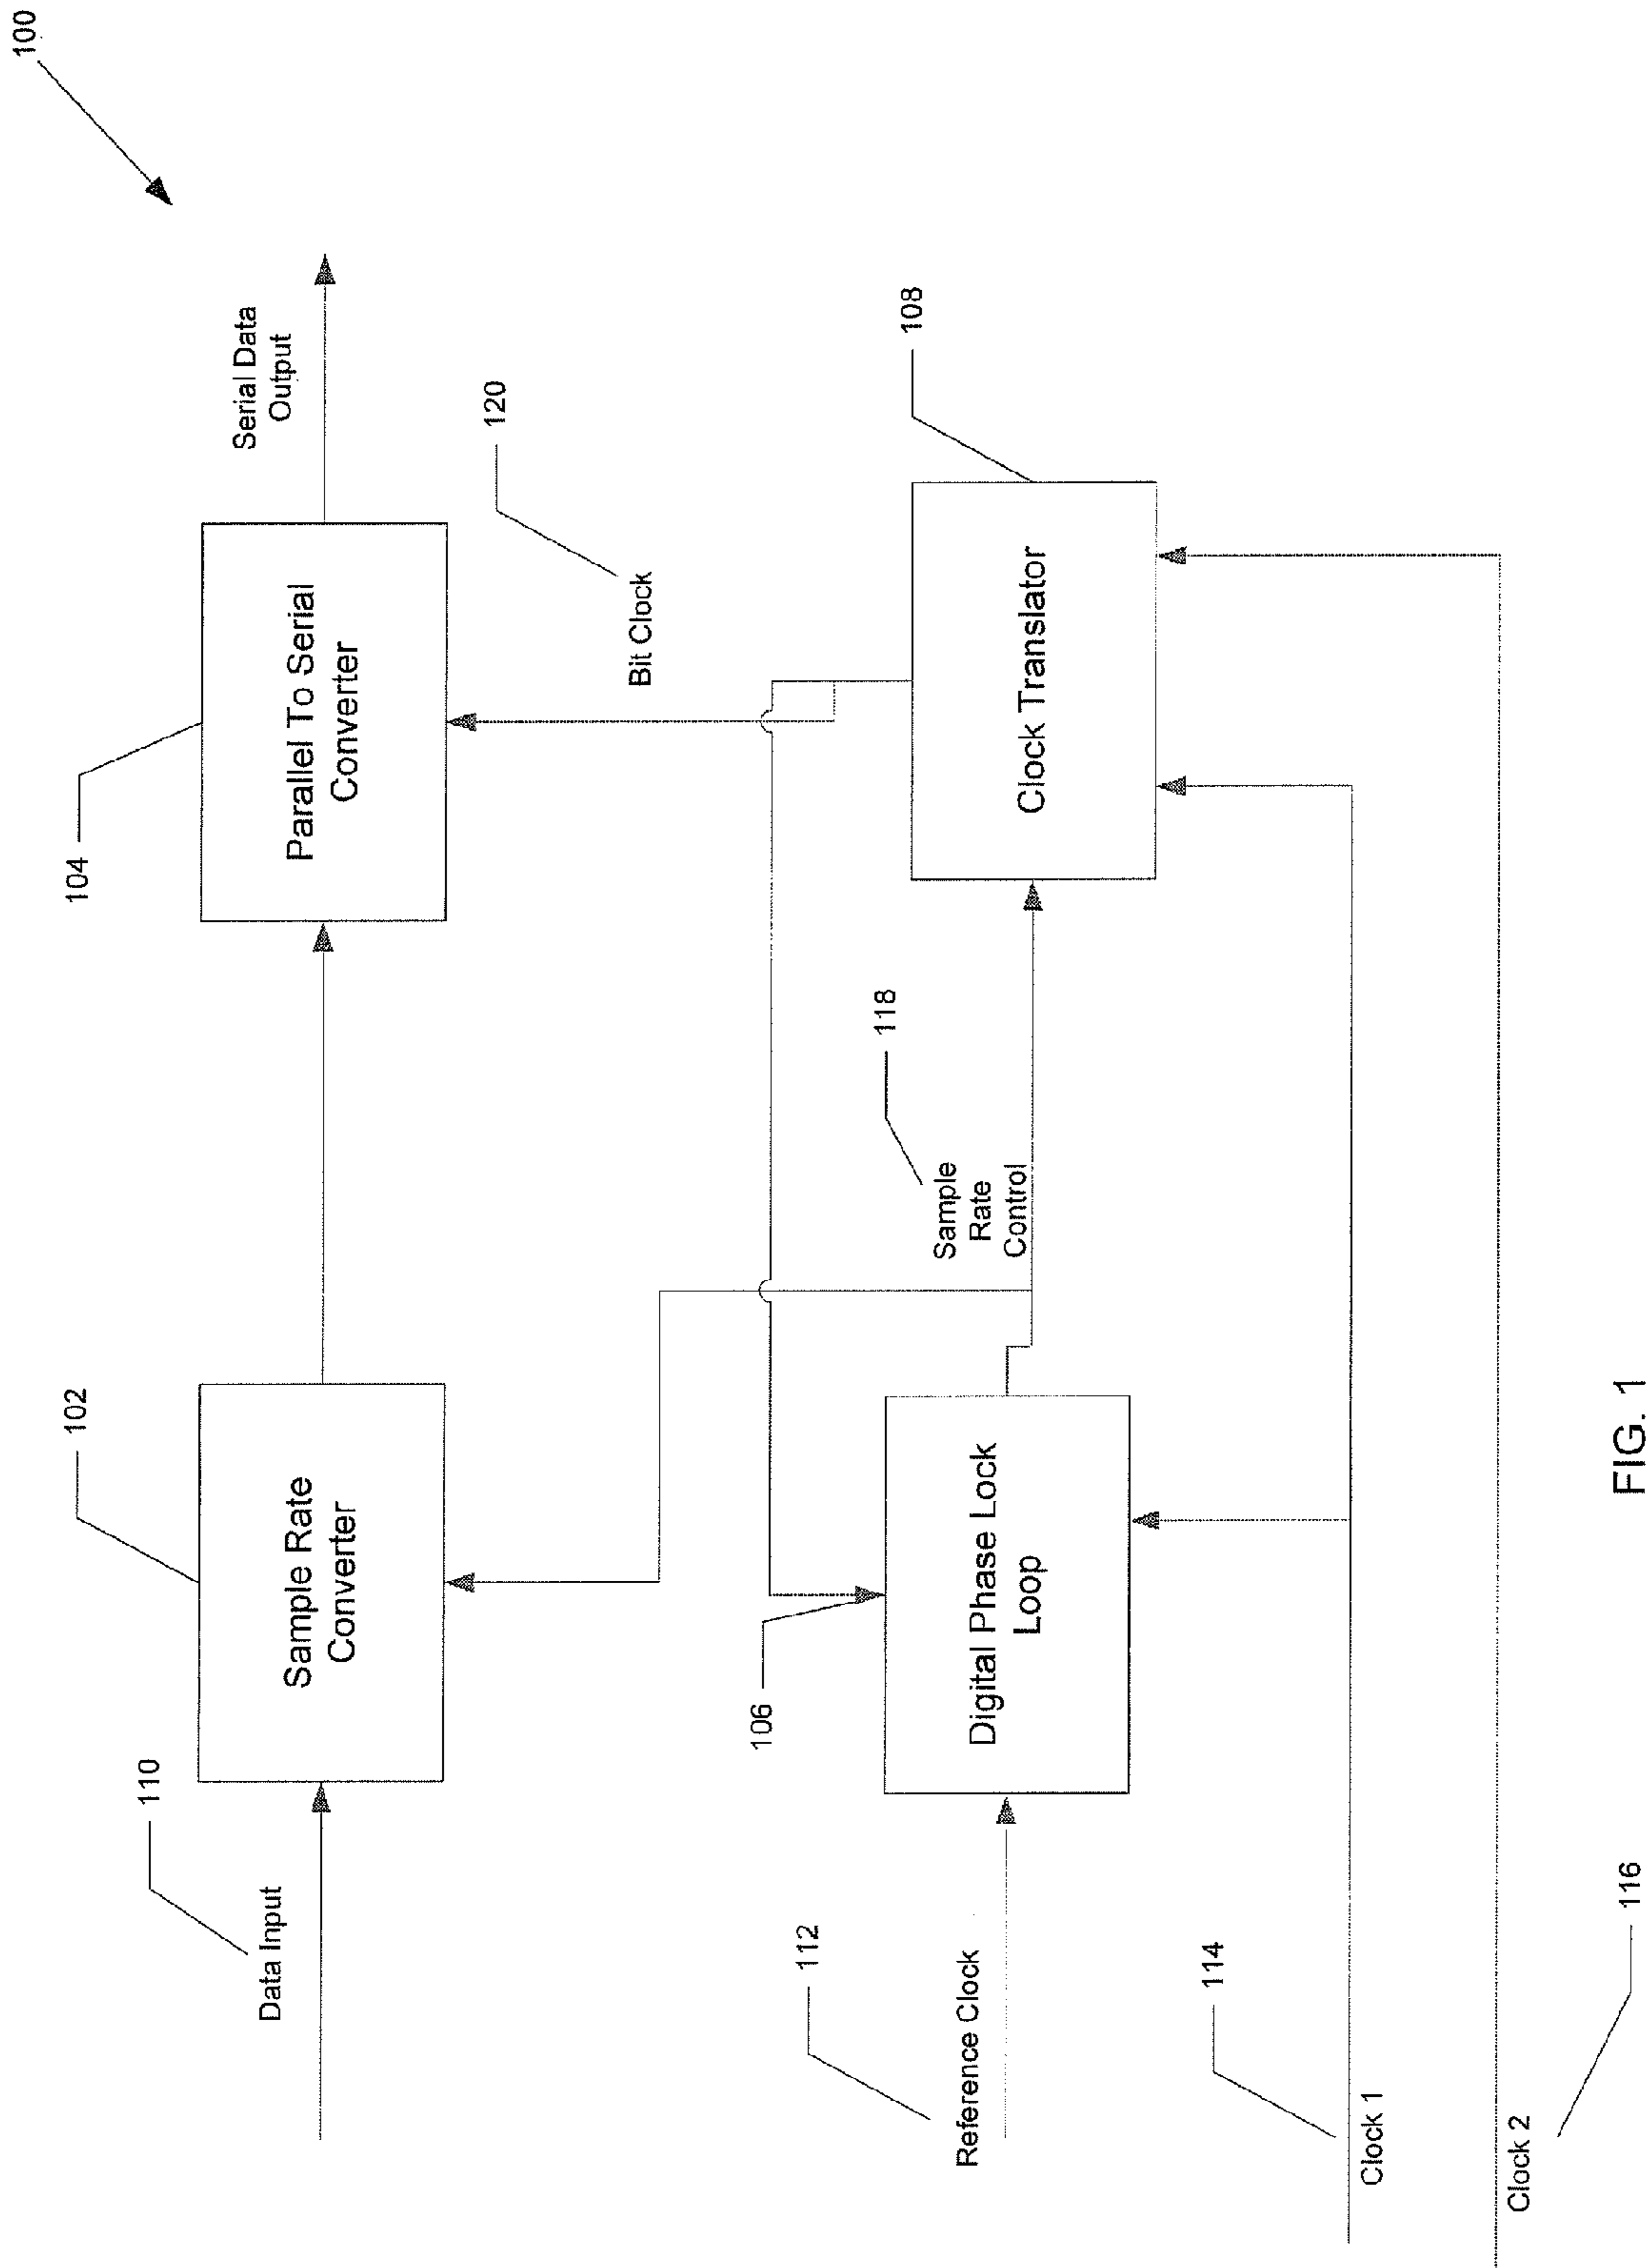 100
Serial Data
Output
104
Parallel To Serial
Converter
120
Bit Clock
108
Clock Translator
118
Sample
Rate
Control
102
Sample Rate
Converter
106
Digital Phase Lock
Loop
110
Data Input
112
Reference Clock
114
Clock 1
116
Clock 2
FIG. 1